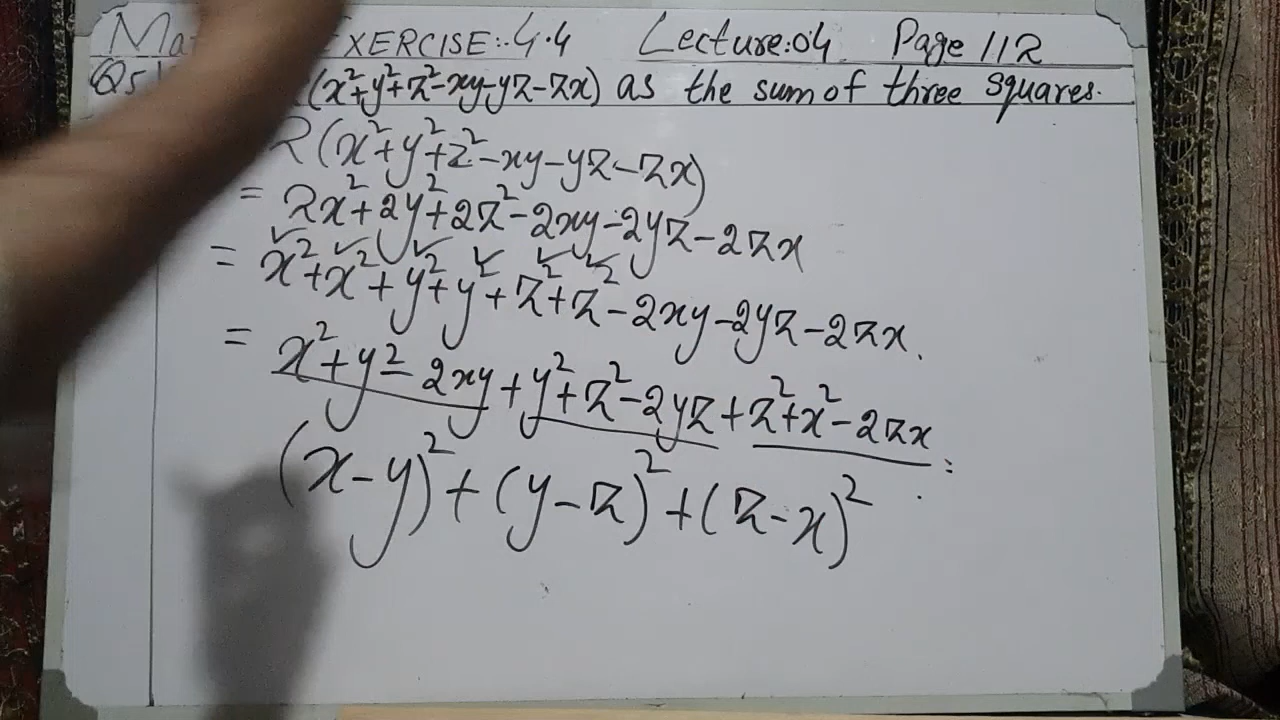 Ma EXERCISE:-4.4 Lecture:04 Page 112
Q5 (x²+y²+z²-xy-yz-zx) as the sum of three squares.
2(x²+y²+z²-xy-yz-zx)
= 2x²+2y²+2z²-2xy-2yz-2zx
= x²+x²+y²+y²+z²+z²-2xy-2yz-2zx.
= x²+y²-2xy+y²+z²-2yz+z²+x²-2zx
(x-y)²+(y-z)²+(z-x)²